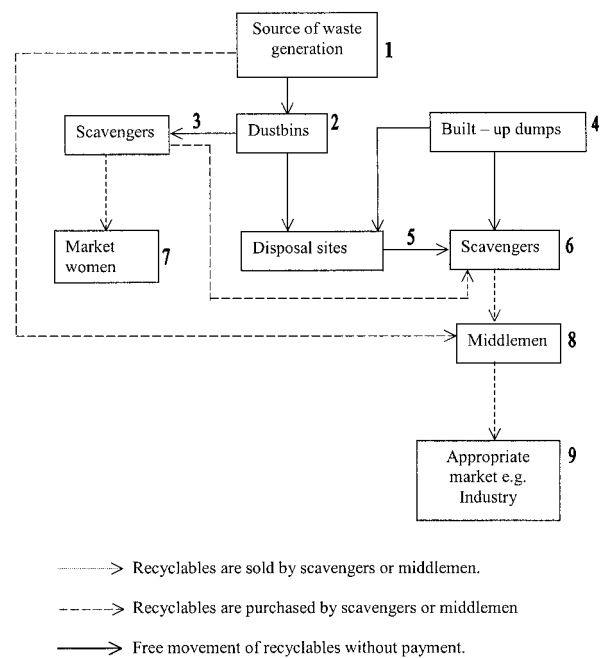 Source of waste
generation
1
3
Scavengers
Dustbins
2
Built – up dumps
4
Market
women
7
Disposal sites
5
Scavengers
6
Middlemen
8
Appropriate
market e.g.
Industry
9
Recyclables are sold by scavengers or middlemen.
Recyclables are purchased by scavengers or middlemen
Free movement of recyclables without payment.